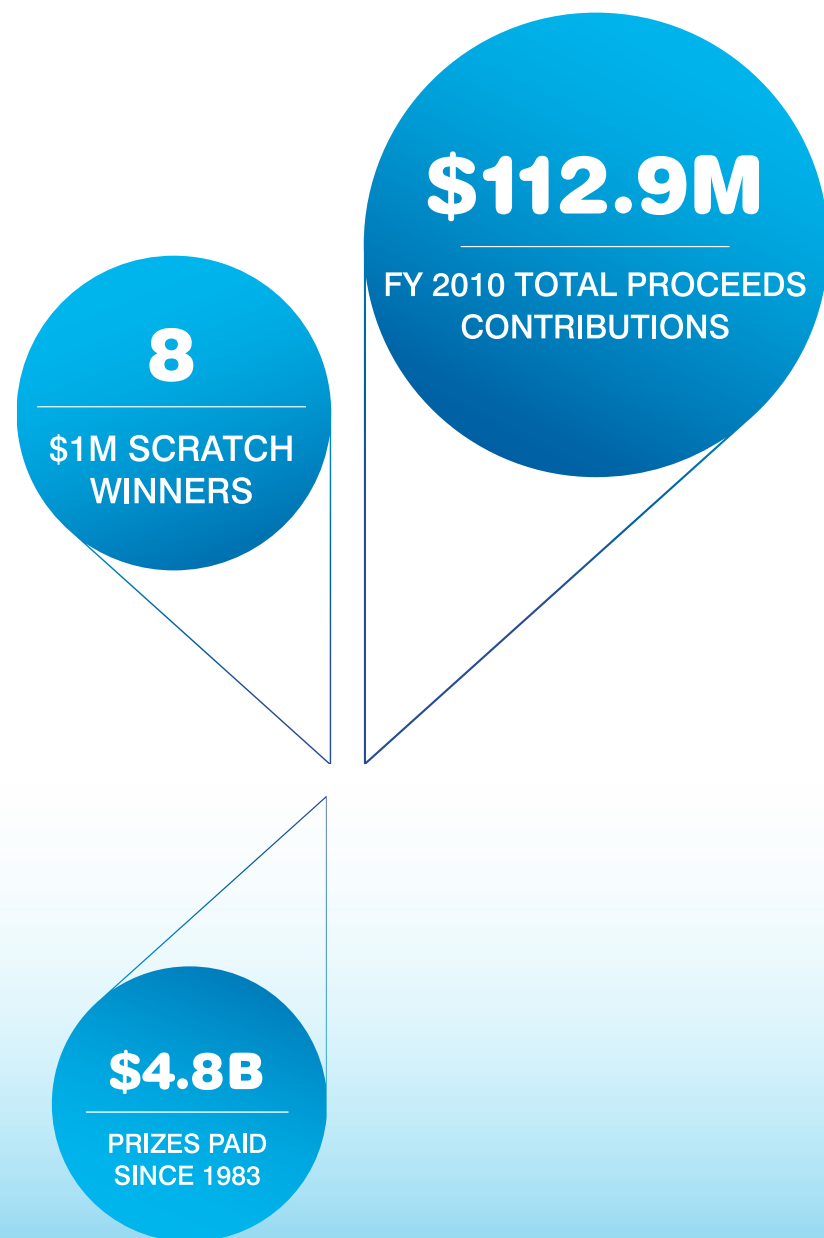 $112.9M
FY 2010 TOTAL PROCEEDS
CONTRIBUTIONS
8
$1M SCRATCH
WINNERS
$4.8B
PRIZES PAID
SINCE 1983